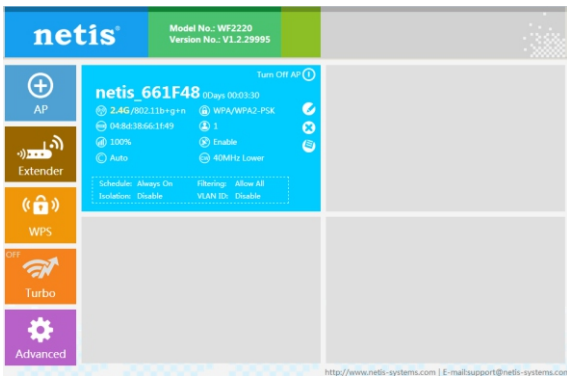 netis
Model No.: WF2220
Version No.: V1.2.29995
AP
Extender
WPS
OFF
Turbo
Advanced
Turn Off AP
netis_661F48 0Days 00:03:30
2.4G/802.11b+g+n WPA/WPA2-PSK
04:8d:38:66:1f:49 1
100% Enable
Auto 40MHz Lower
Schedule: Always On Filtering: Allow All
Isolation: Disable VLAN ID: Disable
http://www.netis-systems.com | E-mail:support@netis-systems.com